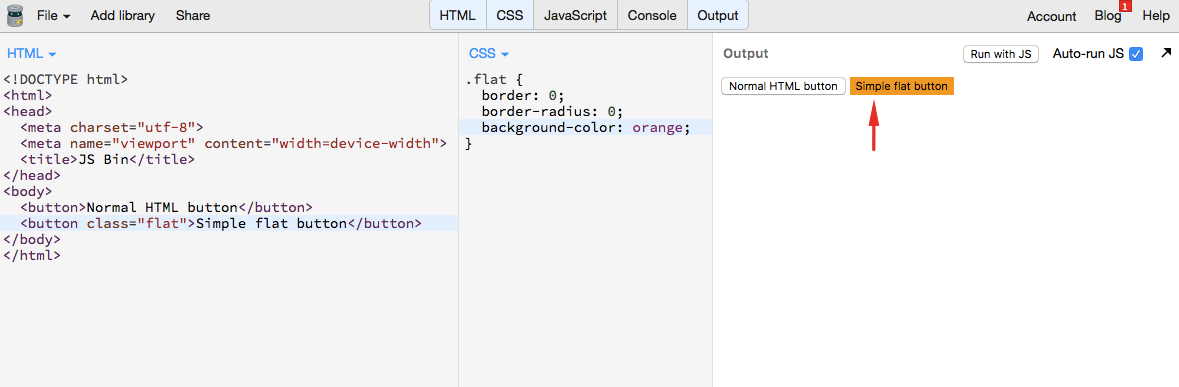 File Add library Share HTML CSS JavaScript Console Output Account Blog 1 Help
HTML
<!DOCTYPE html>
<html>
<head>
  <meta charset="utf-8">
  <meta name="viewport" content="width=device-width">
  <title>JS Bin</title>
</head>
<body>
  <button>Normal HTML button</button>
  <button class="flat">Simple flat button</button>
</body>
</html>
CSS
.flat {
  border: 0;
  border-radius: 0;
  background-color: orange;
}
Output Run with JS Auto-run JS
Normal HTML button Simple flat button